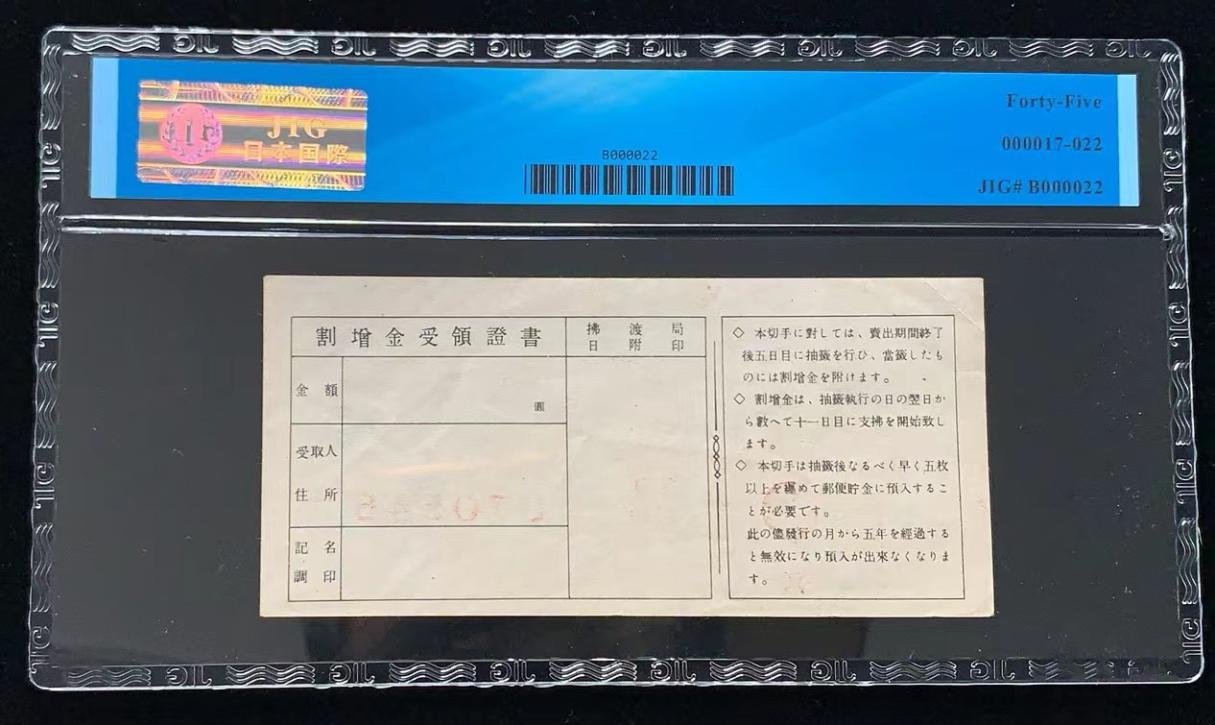 JIG
日本国際
B000022
Forty-Five
000017-022
JIG# B000022
割增金受領證書
拂渡局
日附印
金額
圓
受取人
住所
記名
調印
◇ 本切手に對しては、賣出期間終了
後五日目に抽籤を行ひ、當籤したも
のには割增金を附けます。
◇ 割增金は、抽籤執行の日の翌日か
ら數へて十一日目に支拂を開始致し
ます。
◇ 本切手は抽籤後なるべく早く五枚
以上を纏めて郵便貯金に預入するこ
とが必要です。
此の儘發行の月から五年を經過する
と無效になり預入が出來なくなりま
す。